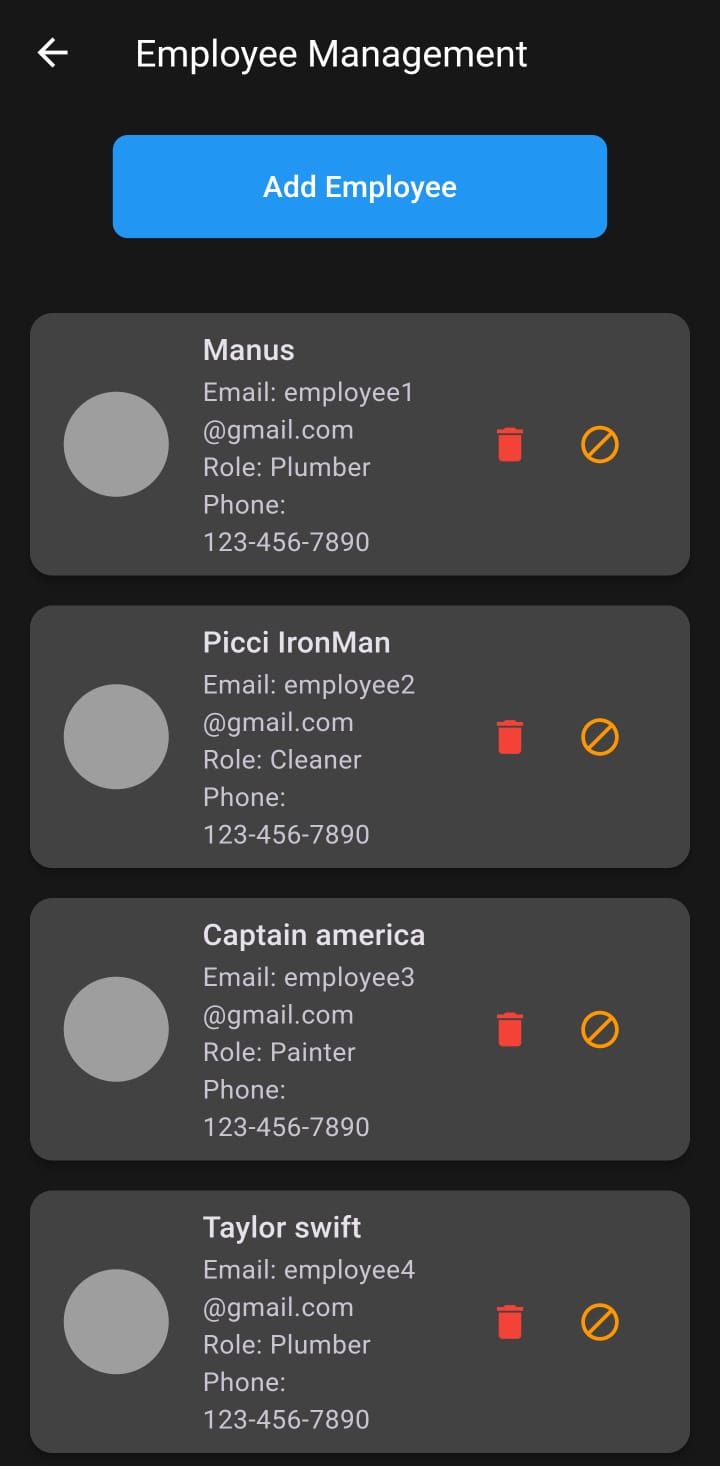 Employee Management
Add Employee
Manus
Email: employee1
@gmail.com
Role: Plumber
Phone:
123-456-7890
Picci IronMan
Email: employee2
@gmail.com
Role: Cleaner
Phone:
123-456-7890
Captain america
Email: employee3
@gmail.com
Role: Painter
Phone:
123-456-7890
Taylor swift
Email: employee4
@gmail.com
Role: Plumber
Phone:
123-456-7890